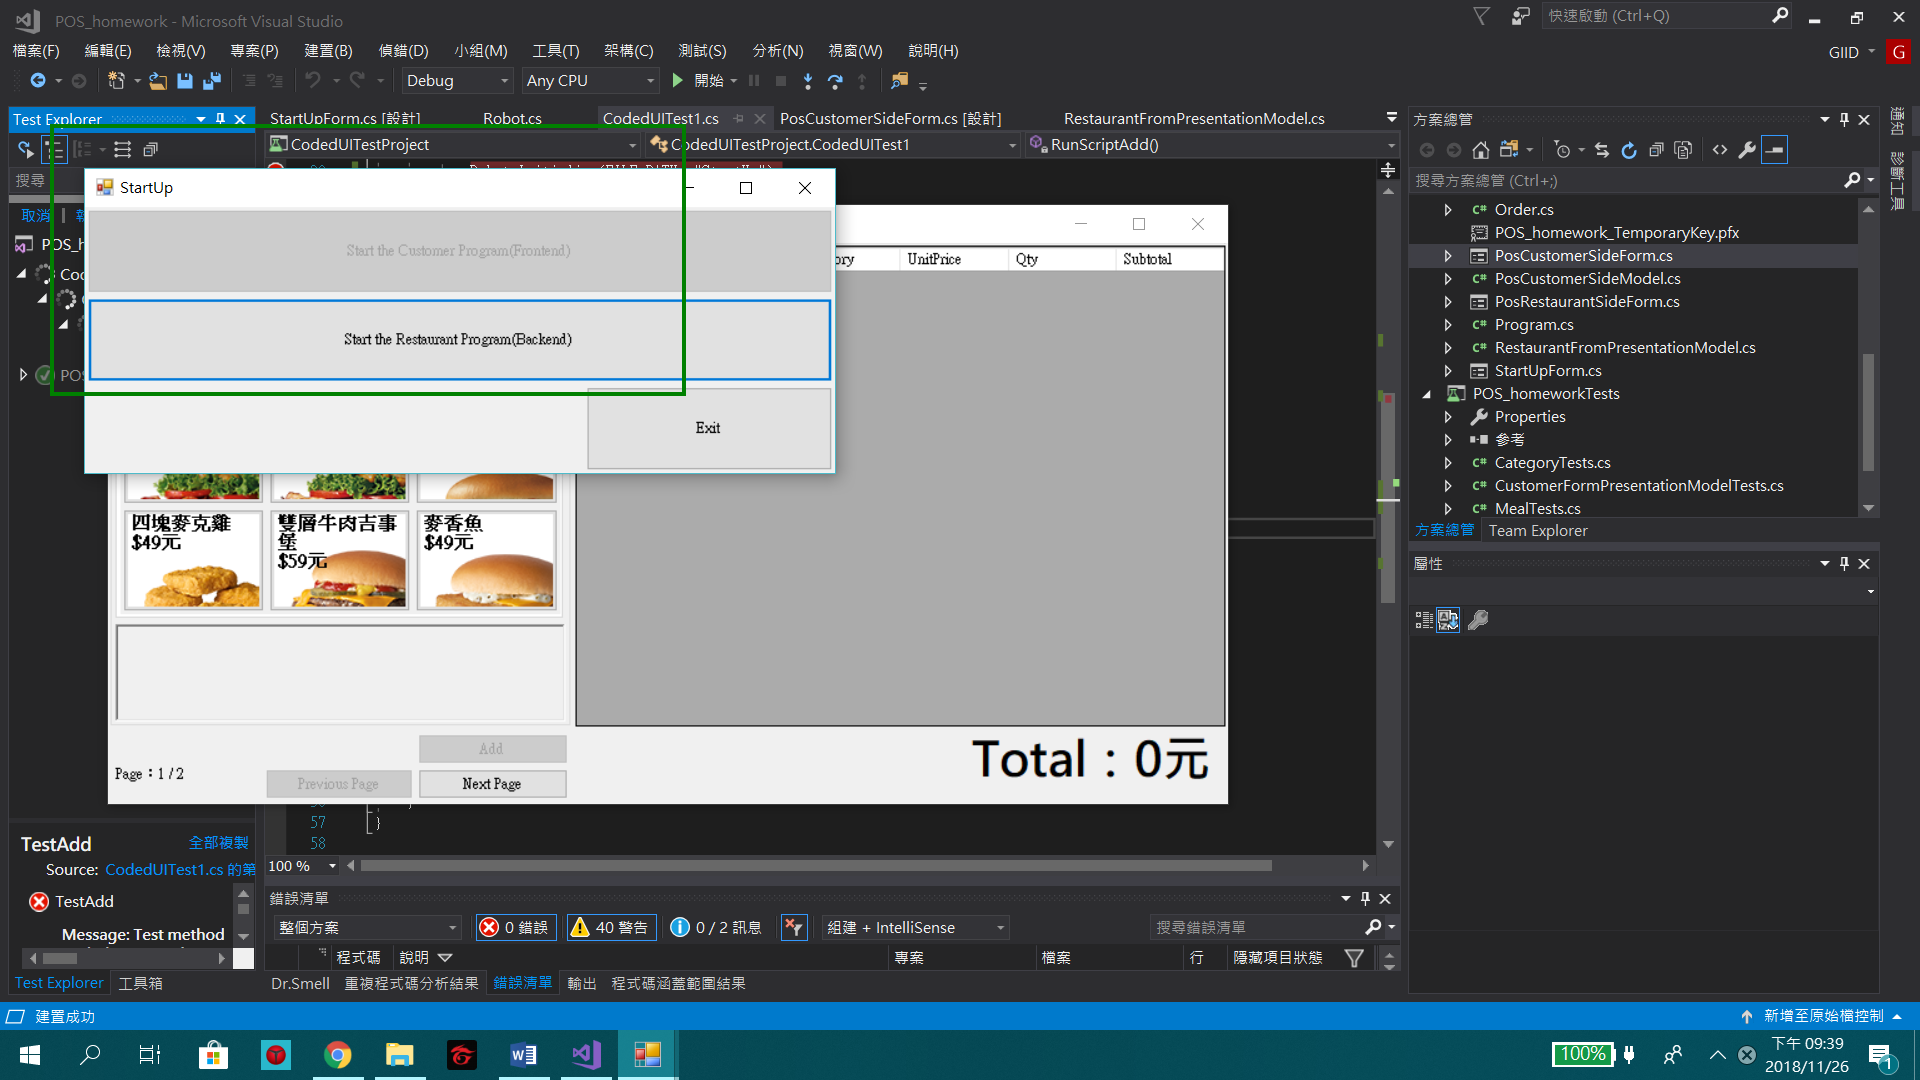 POS_homework - Microsoft Visual Studio
快速啟動 (Ctrl+Q)
檔案(F) 編輯(E) 檢視(V) 專案(P) 建置(B) 偵錯(D) 小組(M) 工具(T) 架構(C) 測試(S) 分析(N) 視窗(W) 說明(H)
GIID G
Debug Any CPU 開始
Test Explorer
StartUpForm.cs [設計] Robot.cs CodedUITest1.cs PosCustomerSideForm.cs [設計] RestaurantFromPresentationModel.cs
CodedUITestProject CodedUITestProject.CodedUITest1 RunScriptAdd()
搜尋
取消
POS_h
Coc
POS
StartUp
Start the Customer Program(Frontend)
Start the Restaurant Program(Backend)
Exit
ory UnitPrice Qty Subtotal
四塊麥克雞
$49元
雙層牛肉吉事
堡
$59元
麥香魚
$49元
Add
Page：1 / 2
Previous Page Next Page
Total：0元
57 }
58
100 %
TestAdd 全部複製
Source: CodedUITest1.cs 的第
TestAdd
Message: Test method
Test Explorer 工具箱
錯誤清單
整個方案 0 錯誤 40 警告 0 / 2 訊息 組建 + IntelliSense 搜尋錯誤清單
程式碼 說明 專案 檔案 行 隱藏項目狀態
Dr.Smell 重複程式碼分析結果 錯誤清單 輸出 程式碼涵蓋範圍結果
方案總管
搜尋方案總管 (Ctrl+;)
C# Order.cs
POS_homework_TemporaryKey.pfx
PosCustomerSideForm.cs
C# PosCustomerSideModel.cs
PosRestaurantSideForm.cs
C# Program.cs
C# RestaurantFromPresentationModel.cs
StartUpForm.cs
POS_homeworkTests
Properties
參考
C# CategoryTests.cs
C# CustomerFormPresentationModelTests.cs
C# MealTests.cs
方案總管 Team Explorer
屬性
通知
診斷工具
建置成功
新增至原始檔控制
100%
下午 09:39
2018/11/26
1